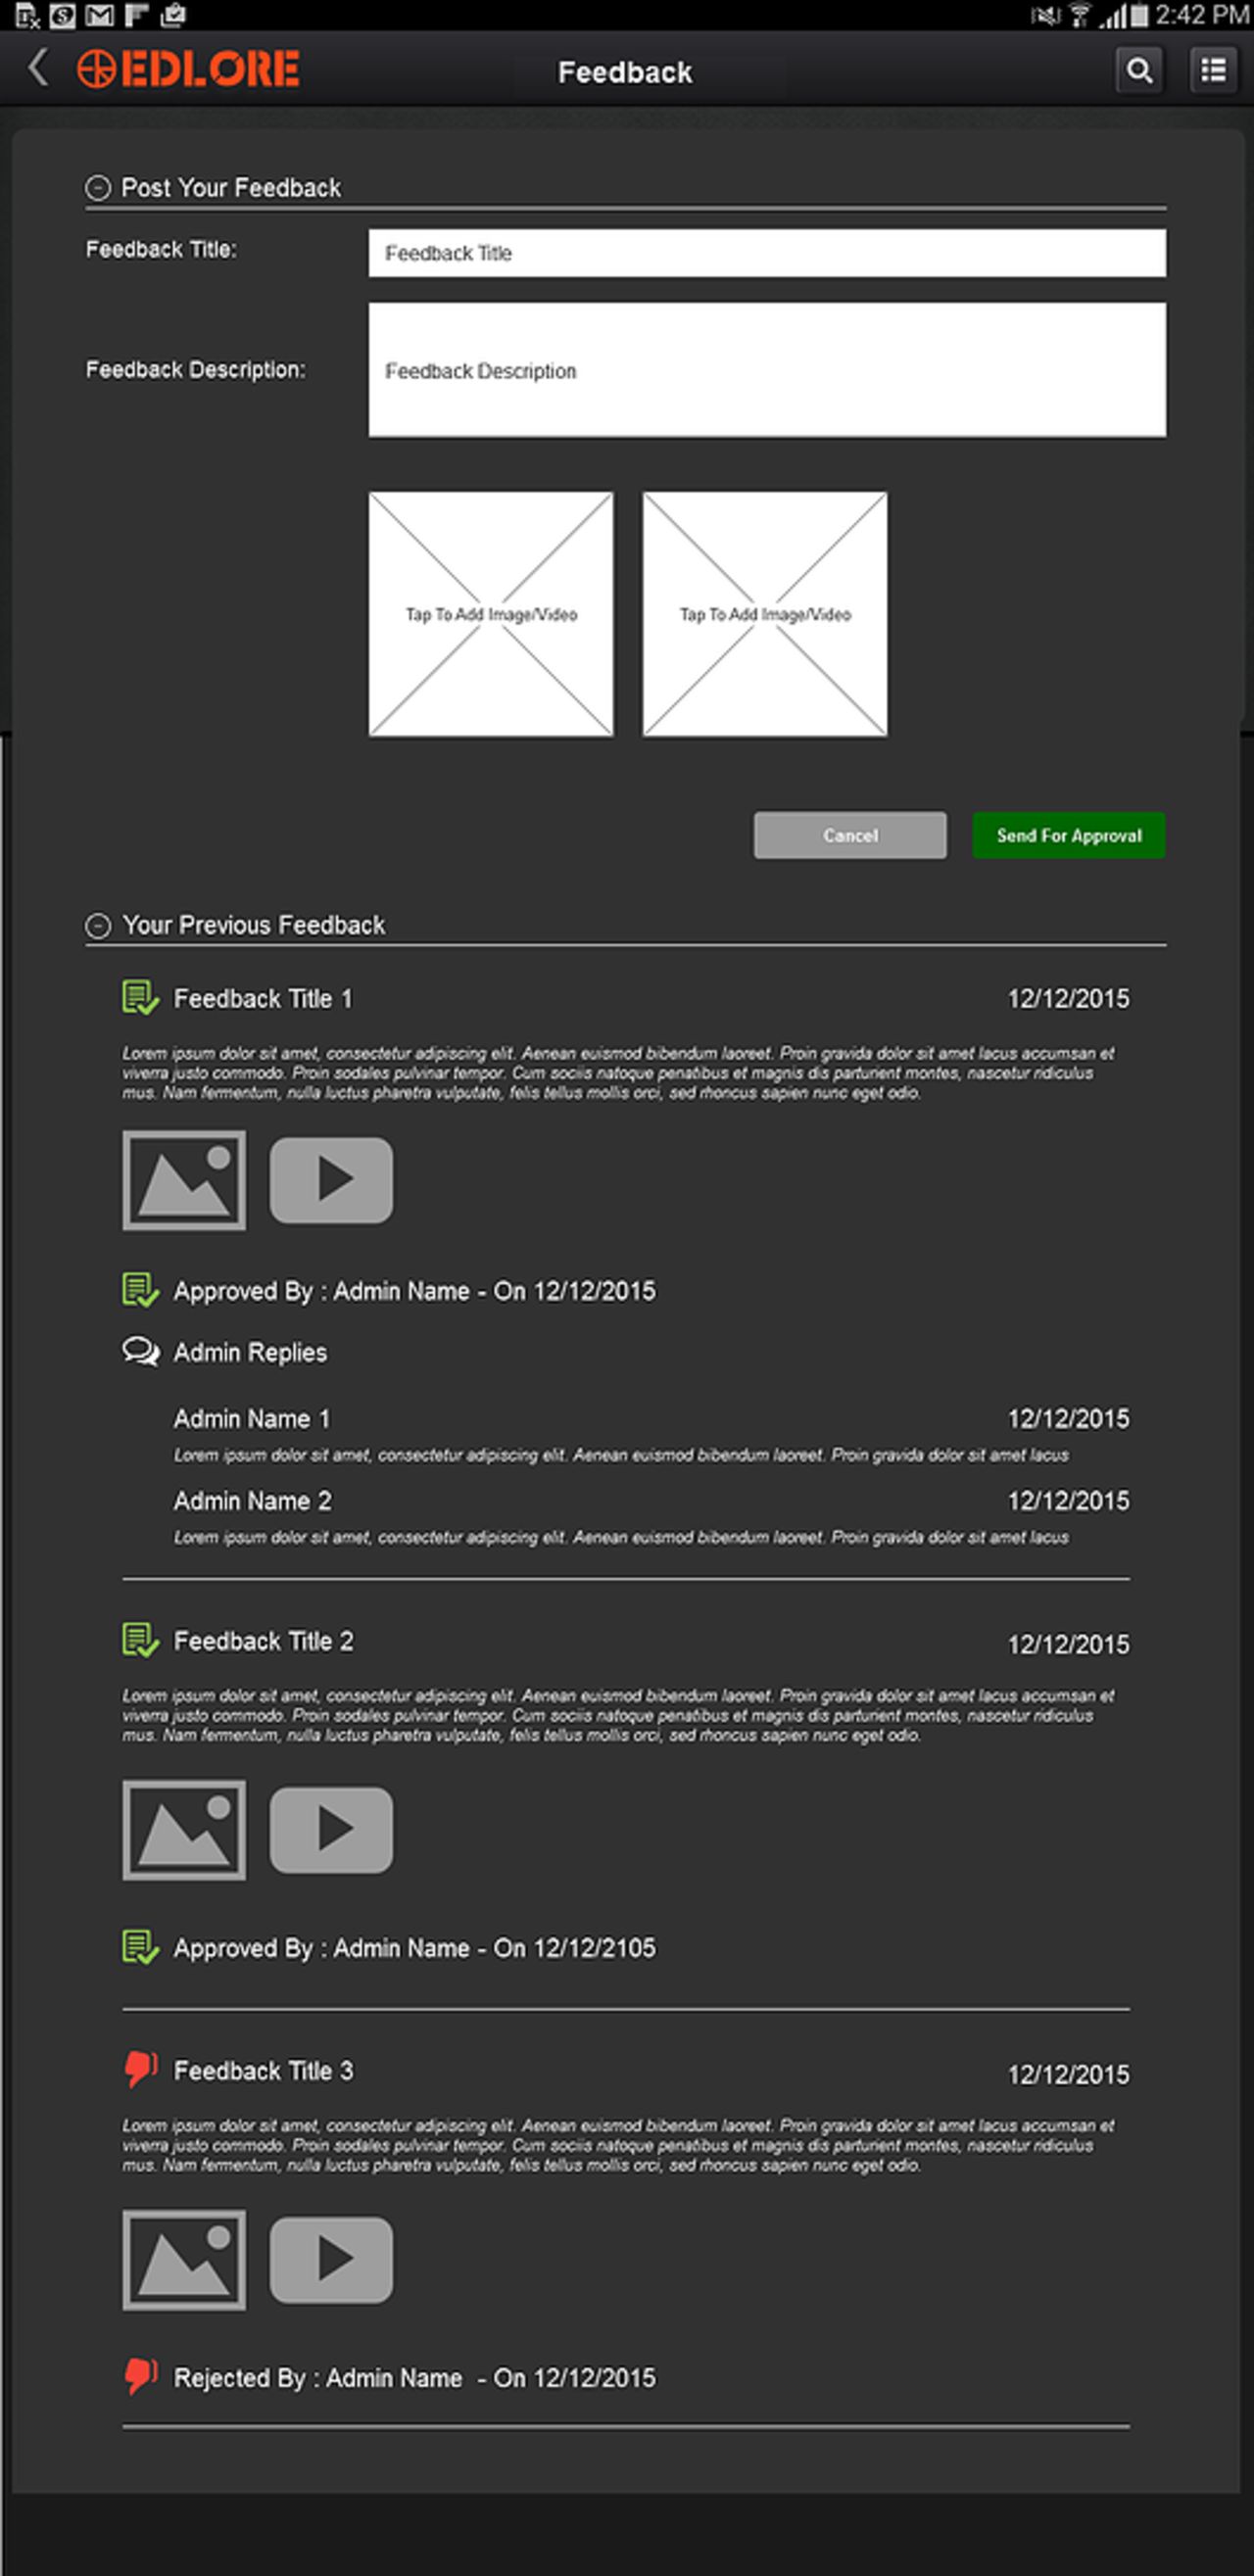 2:42 PM
EDLORE
Feedback
Post Your Feedback
Feedback Title:
Feedback Title
Feedback Description:
Feedback Description
Tap To Add Image/Video
Tap To Add Image/Video
Cancel
Send For Approval
Your Previous Feedback
Feedback Title 1
12/12/2015
Lorem ipsum dolor sit amet, consectetur adipiscing elit. Aenean euismod bibendum laoreet. Proin gravida dolor sit amet lacus accumsan et
viverra justo commodo. Proin sodales pulvinar tempor. Cum sociis natoque penatibus et magnis dis parturient montes, nascetur ridiculus
mus. Nam fermentum, nulla luctus pharetra vulputate, felis tellus mollis orci, sed rhoncus sapien nunc eget odio.
Approved By : Admin Name - On 12/12/2015
Admin Replies
Admin Name 1
12/12/2015
Lorem ipsum dolor sit amet, consectetur adipiscing elit. Aenean euismod bibendum laoreet. Proin gravida dolor sit amet lacus
Admin Name 2
12/12/2015
Lorem ipsum dolor sit amet, consectetur adipiscing elit. Aenean euismod bibendum laoreet. Proin gravida dolor sit amet lacus
Feedback Title 2
12/12/2015
Lorem ipsum dolor sit amet, consectetur adipiscing elit. Aenean euismod bibendum laoreet. Proin gravida dolor sit amet lacus accumsan et
viverra justo commodo. Proin sodales pulvinar tempor. Cum sociis natoque penatibus et magnis dis parturient montes, nascetur ridiculus
mus. Nam fermentum, nulla luctus pharetra vulputate, felis tellus mollis orci, sed rhoncus sapien nunc eget odio.
Approved By : Admin Name - On 12/12/2105
Feedback Title 3
12/12/2015
Lorem ipsum dolor sit amet, consectetur adipiscing elit. Aenean euismod bibendum laoreet. Proin gravida dolor sit amet lacus accumsan et
viverra justo commodo. Proin sodales pulvinar tempor. Cum sociis natoque penatibus et magnis dis parturient montes, nascetur ridiculus
mus. Nam fermentum, nulla luctus pharetra vulputate, felis tellus mollis orci, sed rhoncus sapien nunc eget odio.
Rejected By : Admin Name - On 12/12/2015